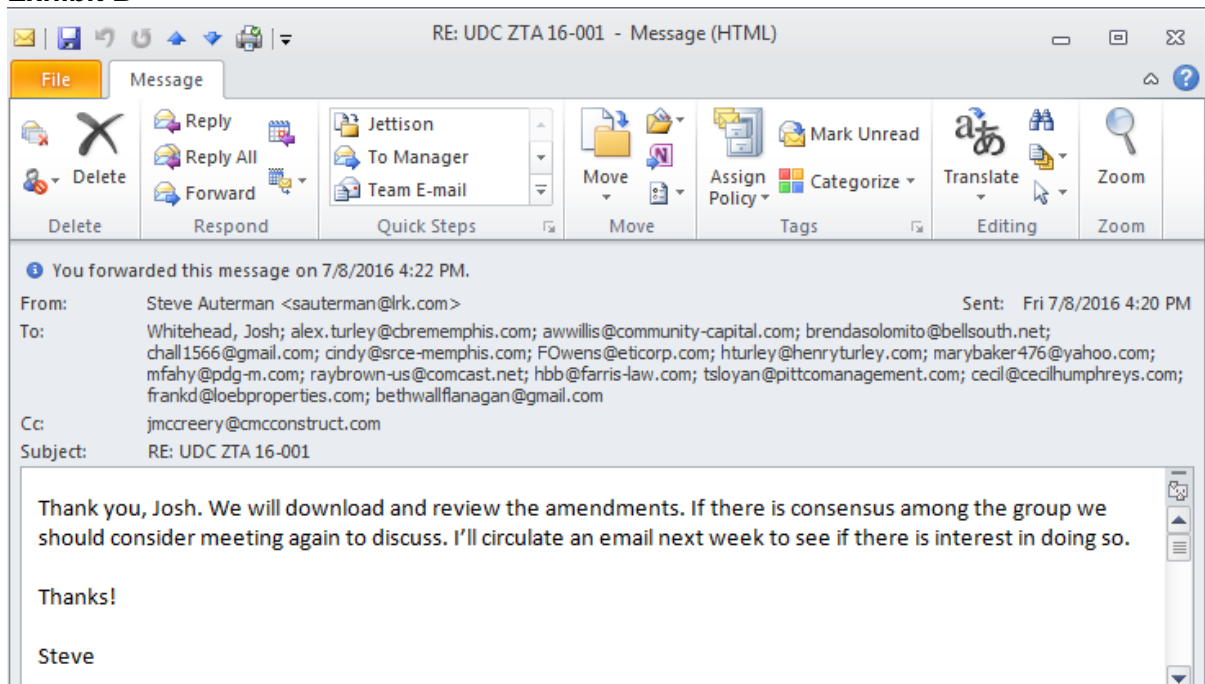 RE: UDC ZTA 16-001 - Message (HTML)
File Message
Reply
Reply All
Forward
Delete
Jettison
To Manager
Team E-mail
Move
Assign Policy
Mark Unread
Categorize
Translate
Zoom
Delete Respond Quick Steps Move Tags Editing Zoom
You forwarded this message on 7/8/2016 4:22 PM.
From: Steve Auterman <sauterman@lrk.com> Sent: Fri 7/8/2016 4:20 PM
To: Whitehead, Josh; alex.turley@cbrememphis.com; awwillis@community-capital.com; brendasolomito@bellsouth.net;
chall1566@gmail.com; cindy@srce-memphis.com; FOwens@eticorp.com; hturley@henryturley.com; marybaker476@yahoo.com;
mfahy@pdg-m.com; raybrown-us@comcast.net; hbb@farris-law.com; tsloyan@pittcomanagement.com; cecil@cecilhumphreys.com;
frankd@loebproperties.com; bethwallflanagan@gmail.com
Cc: jmccreery@cmcconstruct.com
Subject: RE: UDC ZTA 16-001
Thank you, Josh. We will download and review the amendments. If there is consensus among the group we
should consider meeting again to discuss. I'll circulate an email next week to see if there is interest in doing so.
Thanks!
Steve